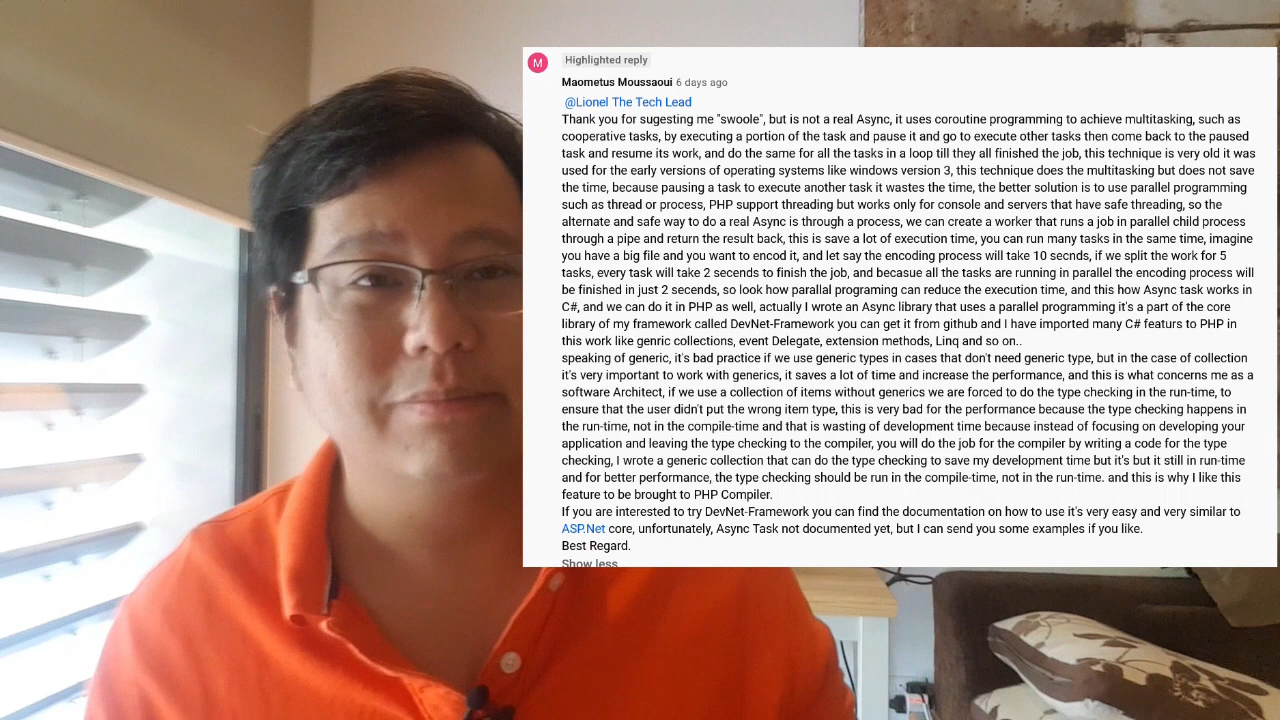 M
Highlighted reply
Maometus Moussaoui 6 days ago
@Lionel The Tech Lead
Thank you for sugesting me "swoole", but is not a real Async, it uses coroutine programming to achieve multitasking, such as
cooperative tasks, by executing a portion of the task and pause it and go to execute other tasks then come back to the paused
task and resume its work, and do the same for all the tasks in a loop till they all finished the job, this technique is very old it was
used for the early versions of operating systems like windows version 3, this technique does the multitasking but does not save
the time, because pausing a task to execute another task it wastes the time, the better solution is to use parallel programming
such as thread or process, PHP support threading but works only for console and servers that have safe threading, so the
alternate and safe way to do a real Async is through a process, we can create a worker that runs a job in parallel child process
through a pipe and return the result back, this is save a lot of execution time, you can run many tasks in the same time, imagine
you have a big file and you want to encod it, and let say the encoding process will take 10 secnds, if we split the work for 5
tasks, every task will take 2 secends to finish the job, and becasue all the tasks are running in parallel the encoding process will
be finished in just 2 secends, so look how parallal programing can reduce the execution time, and this how Async task works in
C#, and we can do it in PHP as well, actually I wrote an Async library that uses a parallel programming it's a part of the core
library of my framework called DevNet-Framework you can get it from github and I have imported many C# featurs to PHP in
this work like genric collections, event Delegate, extension methods, Linq and so on..
speaking of generic, it's bad practice if we use generic types in cases that don't need generic type, but in the case of collection
it's very important to work with generics, it saves a lot of time and increase the performance, and this is what concerns me as a
software Architect, if we use a collection of items without generics we are forced to do the type checking in the run-time, to
ensure that the user didn't put the wrong item type, this is very bad for the performance because the type checking happens in
the run-time, not in the compile-time and that is wasting of development time because instead of focusing on developing your
application and leaving the type checking to the compiler, you will do the job for the compiler by writing a code for the type
checking, I wrote a generic collection that can do the type checking to save my development time but it's but it still in run-time
and for better performance, the type checking should be run in the compile-time, not in the run-time. and this is why I like this
feature to be brought to PHP Compiler.
If you are interested to try DevNet-Framework you can find the documentation on how to use it's very easy and very similar to
ASP.Net core, unfortunately, Async Task not documented yet, but I can send you some examples if you like.
Best Regard.
Show less